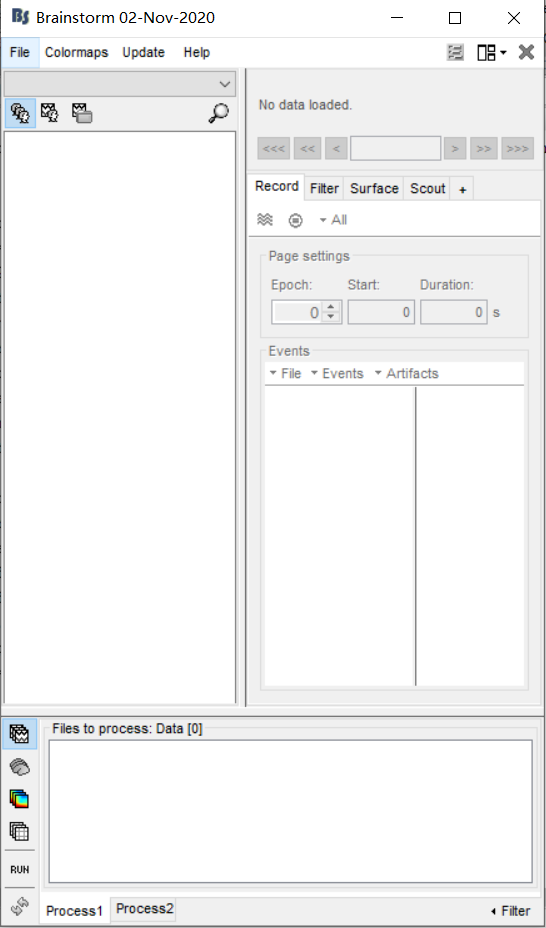 Brainstorm 02-Nov-2020
File Colormaps Update Help
No data loaded.
<<< << < > >> >>>
Record Filter Surface Scout +
All
Page settings
Epoch: Start: Duration:
0 0 0 s
Events
File Events Artifacts
Files to process: Data [0]
RUN
Process1 Process2 Filter